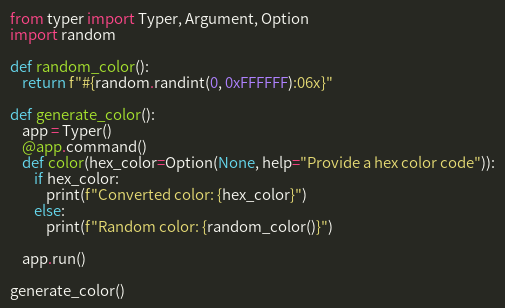 from typer import Typer, Argument, Option
import random

def random_color():
    return f"#{random.randint(0, 0xFFFFFF):06x}"

def generate_color():
    app = Typer()
    @app.command()
    def color(hex_color=Option(None, help="Provide a hex color code")):
        if hex_color:
            print(f"Converted color: {hex_color}")
        else:
            print(f"Random color: {random_color()}")

    app.run()

generate_color()